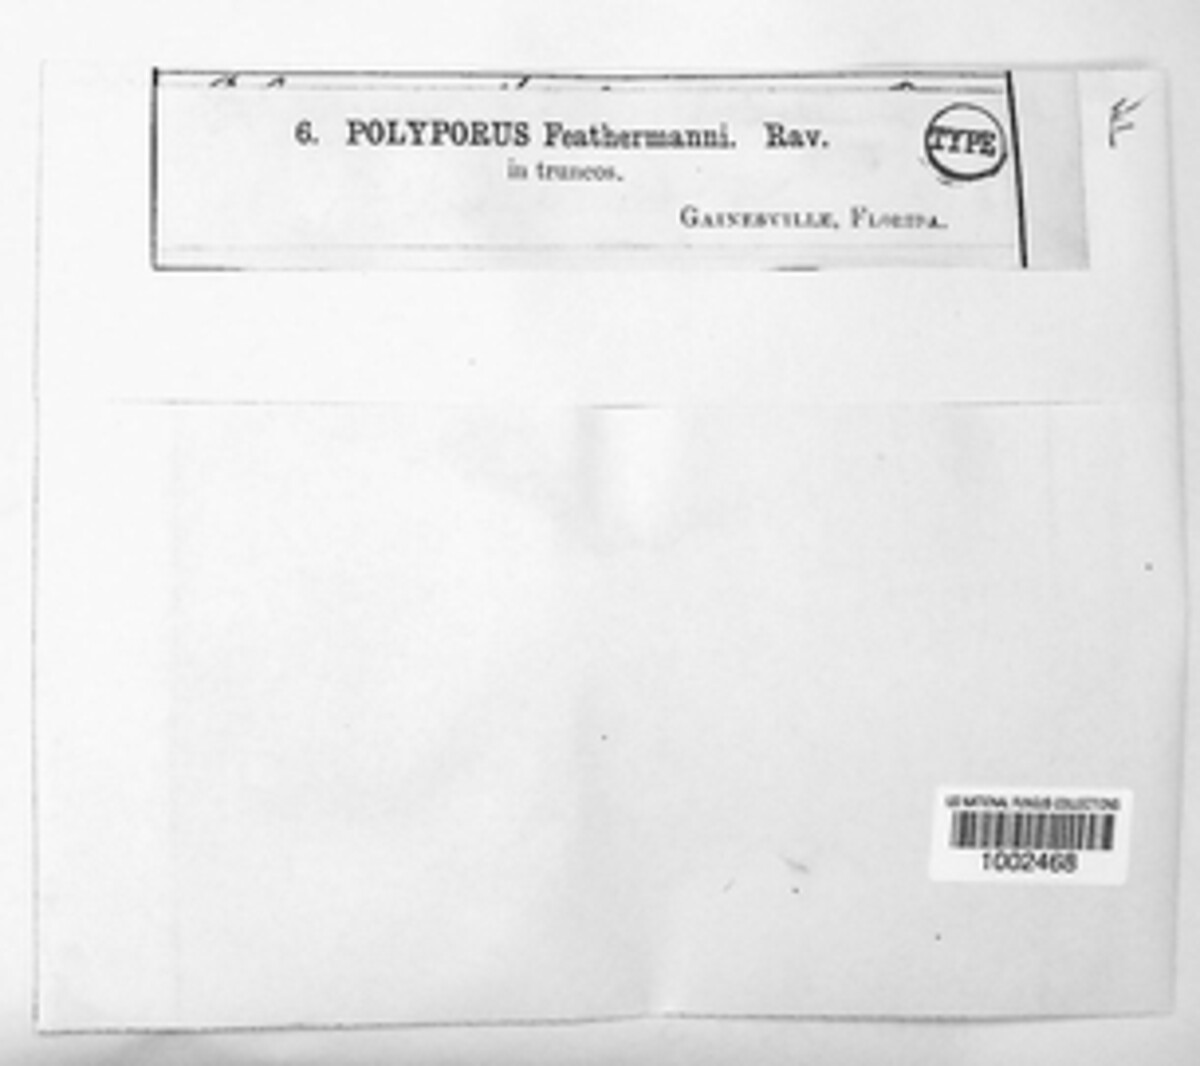 6. POLYPORUS Feathermanni. Rav.
TYPE
in truncos.
GAINESVILLE, FLORIDA.
US NATIONAL FUNGUS COLLECTIONS
1002468